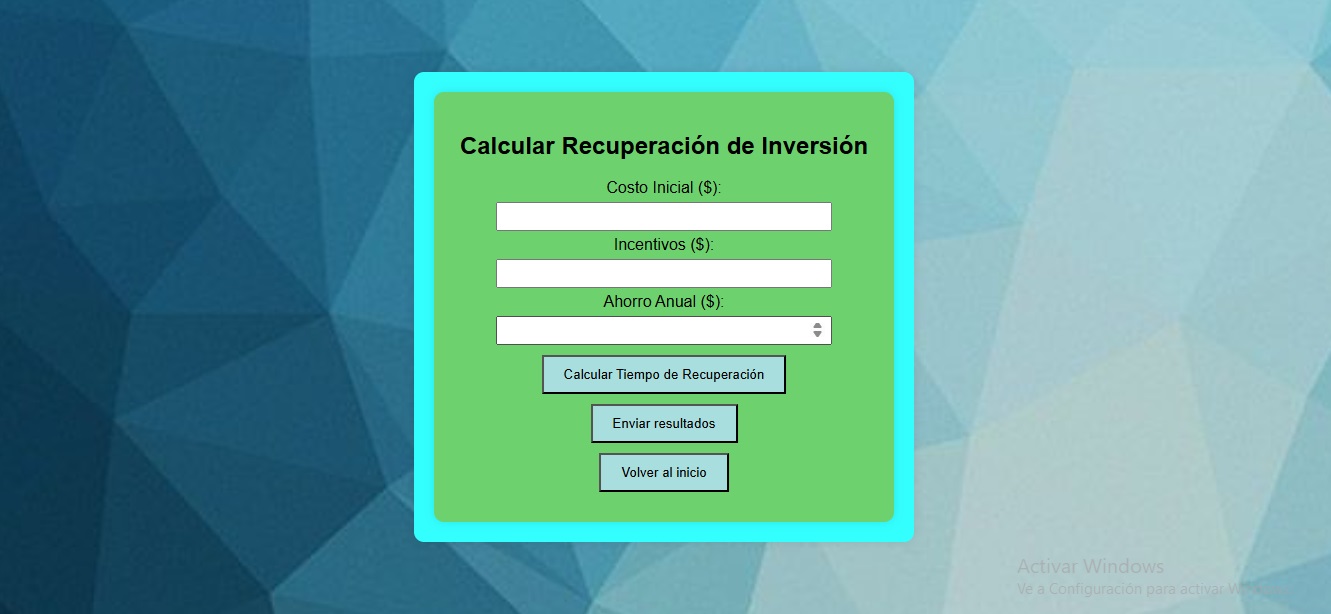 Calcular Recuperación de Inversión
Costo Inicial ($):
Incentivos ($):
Ahorro Anual ($):
Calcular Tiempo de Recuperación
Enviar resultados
Volver al inicio
Activar Windows
Ve a Configuración para activar